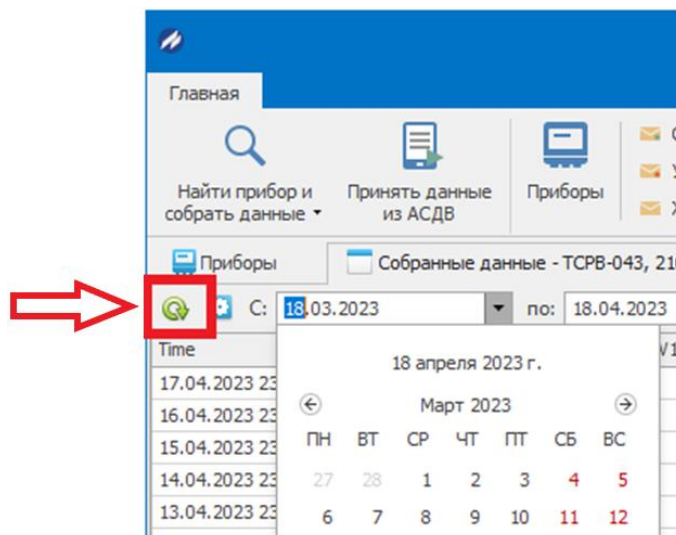 Главная
Найти прибор и
собрать данные
Принять данные
из АСДВ
Приборы
Приборы
Собранные данные - ТСРВ-043, 21
С: 18.03.2023 по: 18.04.2023
Time
18 апреля 2023 г.
17.04.2023 23
Март 2023
16.04.2023 23
ПН ВТ СР ЧТ ПТ СБ ВС
15.04.2023 23
27 28 1 2 3 4 5
14.04.2023 23
6 7 8 9 10 11 12
13.04.2023 23